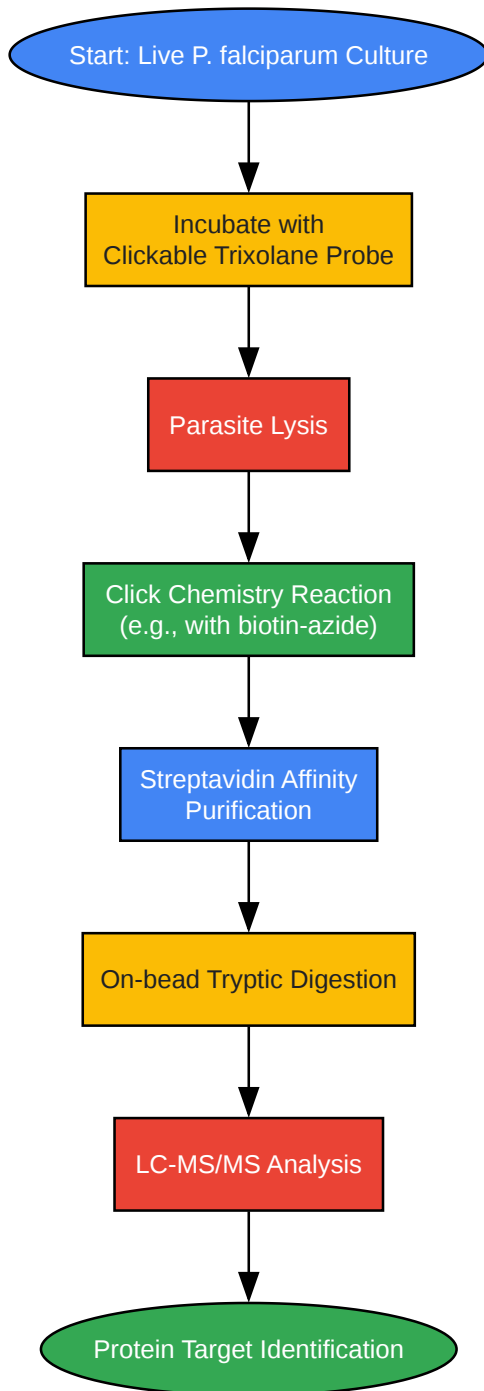 Start: Live P. falciparum Culture
Incubate with
Clickable Trixolane Probe
Parasite Lysis
Click Chemistry Reaction
(e.g., with biotin-azide)
Streptavidin Affinity
Purification
On-bead Tryptic Digestion
LC-MS/MS Analysis
Protein Target Identification